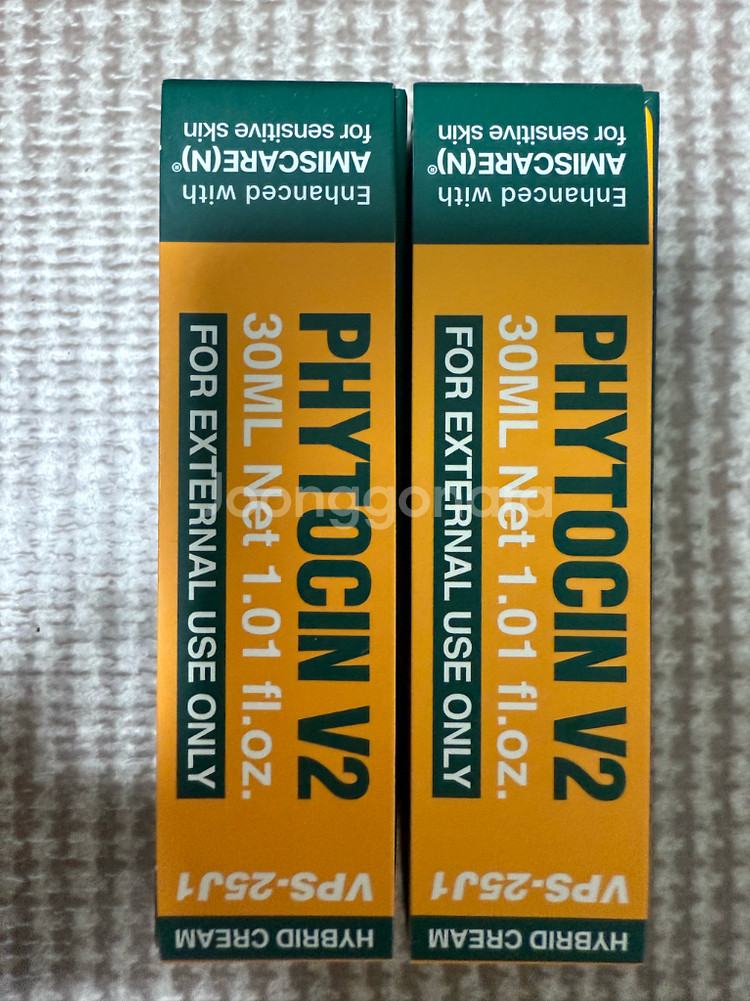 Enhanced with
AMISCARE(N)®
for sensitive skin
PHYTOCIN V2
30ML Net 1.01 fl.oz.
FOR EXTERNAL USE ONLY
VPS-25J1
HYBRID CREAM
Enhanced with
AMISCARE(N)®
for sensitive skin
PHYTOCIN V2
30ML Net 1.01 fl.oz.
FOR EXTERNAL USE ONLY
VPS-25J1
HYBRID CREAM
Joonggonara